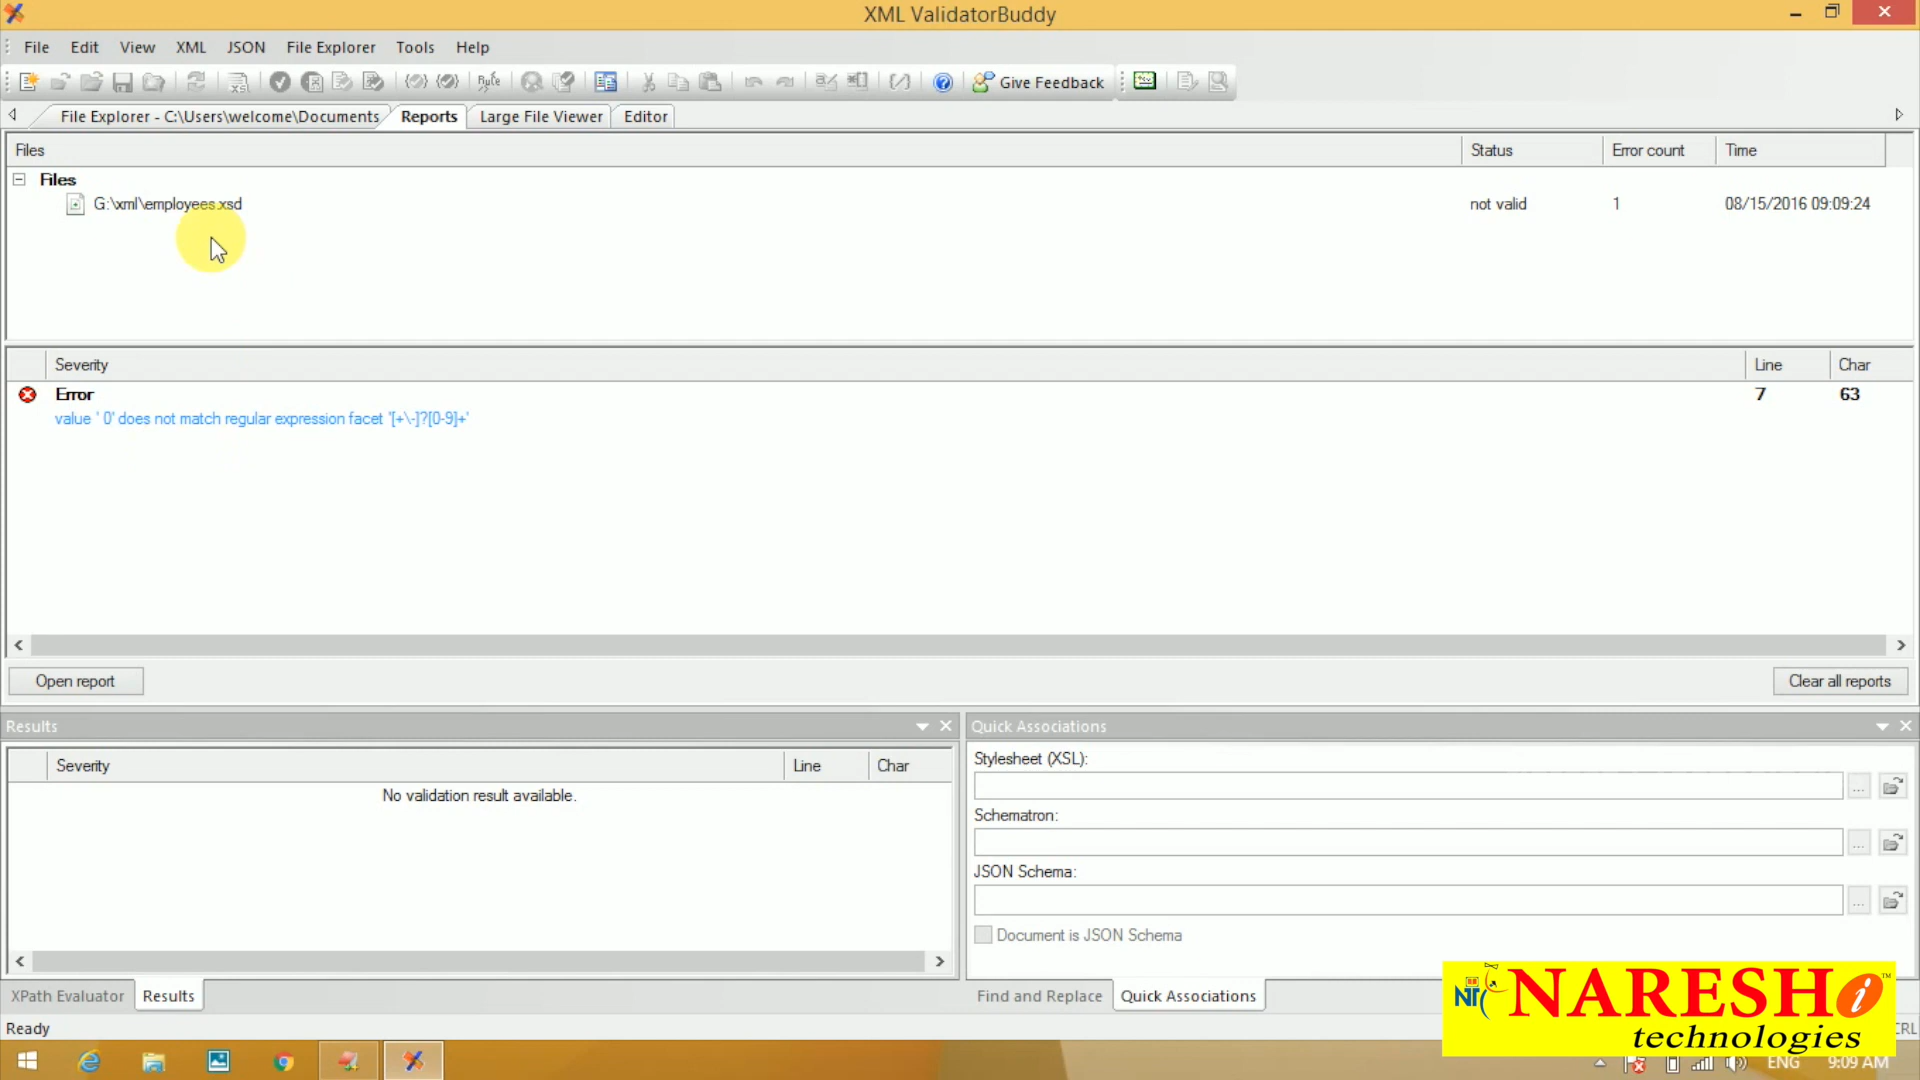 XML ValidatorBuddy
File Edit View XML JSON File Explorer Tools Help
Give Feedback
File Explorer - C:\Users\welcome\Documents Reports Large File Viewer Editor
Files Status Error count Time
Files
G:\xml\employees.xsd not valid 1 08/15/2016 09:09:24
Severity Line Char
Error 7 63
value ' 0' does not match regular expression facet '[+\-]?[0-9]+'
Open report Clear all reports
Results Quick Associations
Severity Line Char
No validation result available.
Stylesheet (XSL):
Schematron:
JSON Schema:
Document is JSON Schema
XPath Evaluator Results Find and Replace Quick Associations
Ready
NARESH i ™
technologies
ENG 9:09 AM